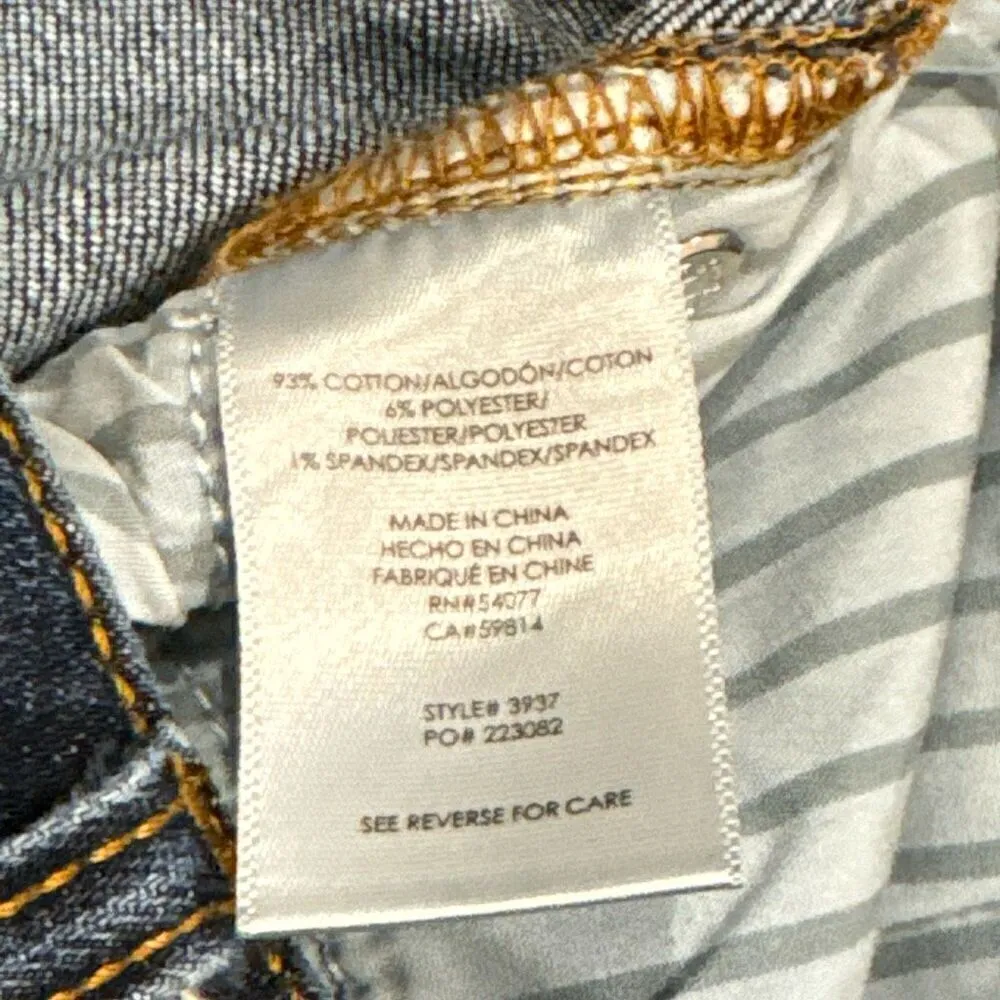 93% COTTON/ALGODÓN/COTON
6% POLYESTER/
POLIESTER/POLYESTER
1% SPANDEX/SPANDEX/SPANDEX
MADE IN CHINA
HECHO EN CHINA
FABRIQUÉ EN CHINE
RN#54077
CA#59814
STYLE# 3937
PO# 223082
SEE REVERSE FOR CARE